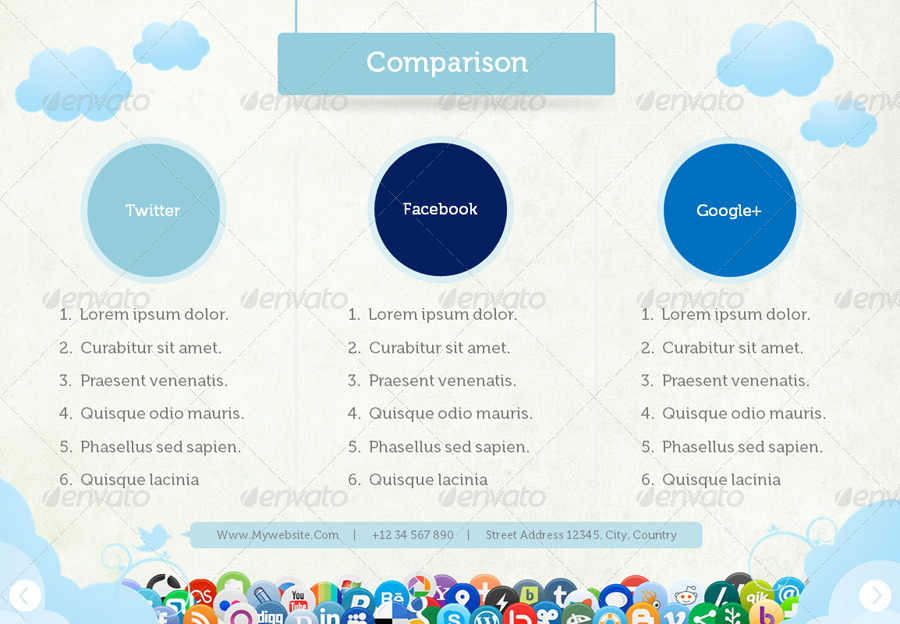 Comparison
Twitter
Facebook
Google+
1. Lorem ipsum dolor.
2. Curabitur sit amet.
3. Praesent venenatis.
4. Quisque odio mauris.
5. Phasellus sed sapien.
6. Quisque lacinia
1. Lorem ipsum dolor.
2. Curabitur sit amet.
3. Praesent venenatis.
4. Quisque odio mauris.
5. Phasellus sed sapien.
6. Quisque lacinia
1. Lorem ipsum dolor.
2. Curabitur sit amet.
3. Praesent venenatis.
4. Quisque odio mauris.
5. Phasellus sed sapien.
6. Quisque lacinia
Www.Mywebsite.Com | +12 34 567 890 | Street Address 12345, City, Country
envato envato envato envato envato
envato envato envato envato envato
envato envato envato envato envato
You
Tube
Bē
digg
in
qik